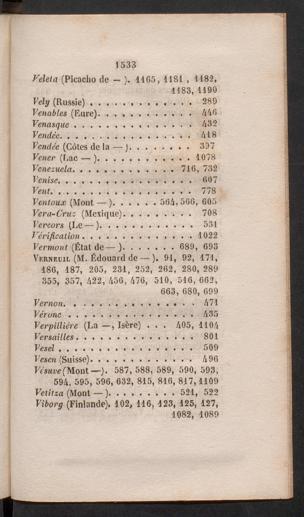 1533
Veleta (Picacho de — ). 1165, 1181, 1182,
1183, 1190
Vely (Russie) . . . . . . . . . . . . . 289
Venables (Eure). . . . . . . . . . . . 446
Venasque . . . . . . . . . . . . . . . 432
Vendée. . . . . . . . . . . . . . . . . 418
Vendée (Côtes de la — ). . . . . . . . 397
Vener (Lac — ). . . . . . . . . . . . 1078
Venezuela. . . . . . . . . . . . . 716, 732
Venise. . . . . . . . . . . . . . . . . 607
Vent. . . . . . . . . . . . . . . . . . 778
Ventoux (Mont — ). . . . . . 564, 566, 605
Vera-Cruz (Mexique). . . . . . . . . 708
Vercors (Le — ). . . . . . . . . . . . 531
Vérification . . . . . . . . . . . . . 1022
Vermont (État de — ). . . . . . . 689, 693
VERNEUIL (M. Édouard de — ). 91, 92, 171,
186, 187, 205, 231, 252, 262, 280, 289
355, 357, 422, 456, 476, 510, 516, 662,
663, 680, 699
Vernon. . . . . . . . . . . . . . . . . 471
Vérone . . . . . . . . . . . . . . . . 435
Verpillière (La —, Isère) . . . 405, 1104
Versailles . . . . . . . . . . . . . . . 801
Vesel . . . . . . . . . . . . . . . . . 509
Vesen (Suisse). . . . . . . . . . . . . 496
Vésuve (Mont —). 587, 588, 589, 590, 593,
594, 595, 596, 632, 815, 816, 817, 1109
Vetitza (Mont — ). . . . . . . . . 521, 522
Viborg (Finlande). 102, 116, 123, 125, 127,
1082, 1089